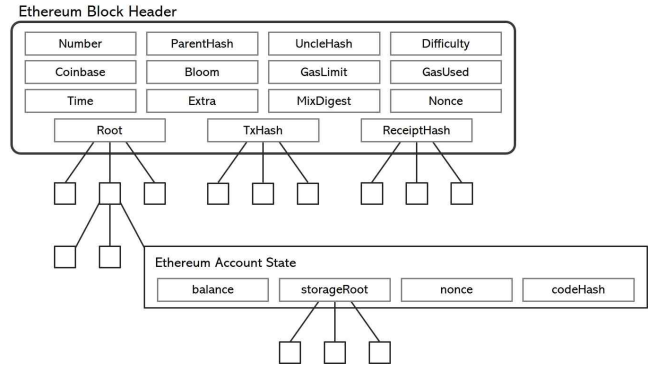 Ethereum Block Header
Number ParentHash UncleHash Difficulty
Coinbase Bloom GasLimit GasUsed
Time Extra MixDigest Nonce
Root TxHash ReceiptHash
Ethereum Account State
balance storageRoot nonce codeHash